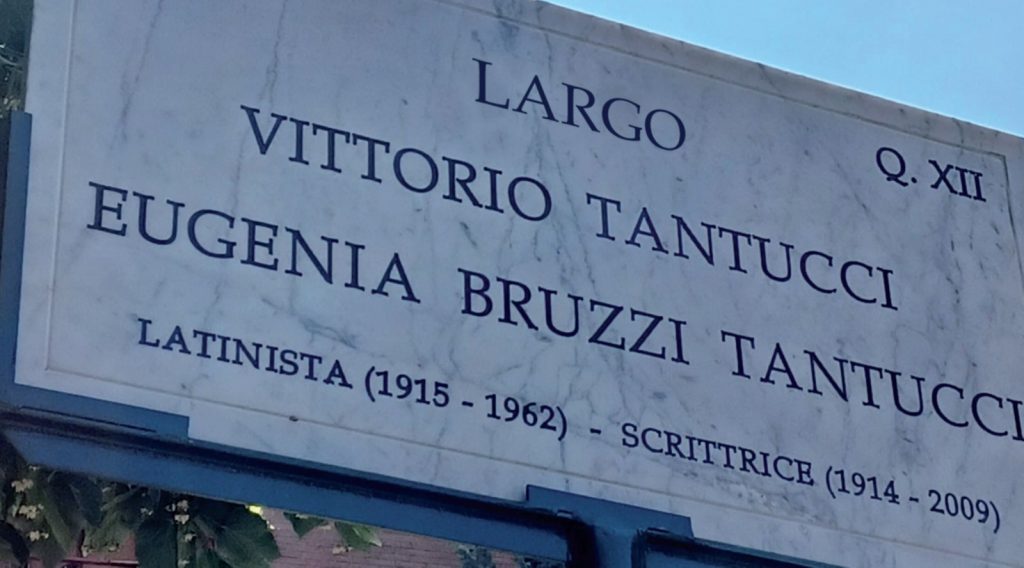 LARGO
Q. XII
VITTORIO TANTUCCI
EUGENIA BRUZZI TANTUCCI
LATINISTA (1915 - 1962) - SCRITTRICE (1914 - 2009)